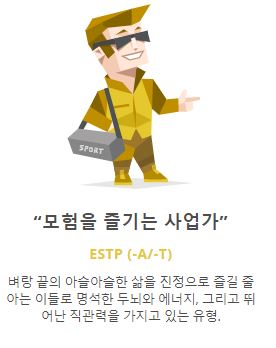 SPORT
“모험을 즐기는 사업가”
ESTP (-A/-T)
벼랑 끝의 아슬아슬한 삶을 진정으로 즐길 줄
아는 이들로 명석한 두뇌와 에너지, 그리고 뛰
어난 직관력을 가지고 있는 유형.